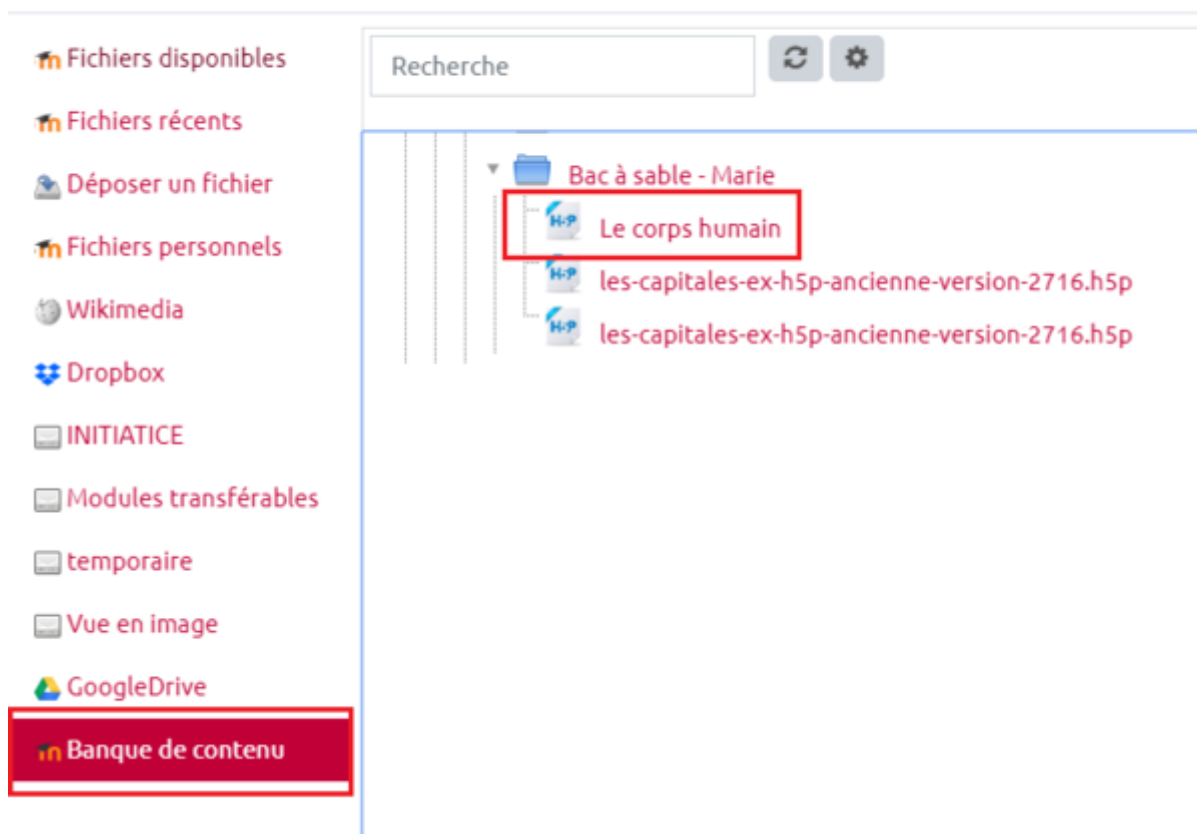 Fichiers disponibles
Fichiers récents
Déposer un fichier
Fichiers personnels
Wikimedia
Dropbox
INITIATICE
Modules transférables
temporaire
Vue en image
GoogleDrive
Banque de contenu
Recherche
Bac à sable - Marie
H-P Le corps humain
H-P les-capitales-ex-h5p-ancienne-version-2716.h5p
H-P les-capitales-ex-h5p-ancienne-version-2716.h5p